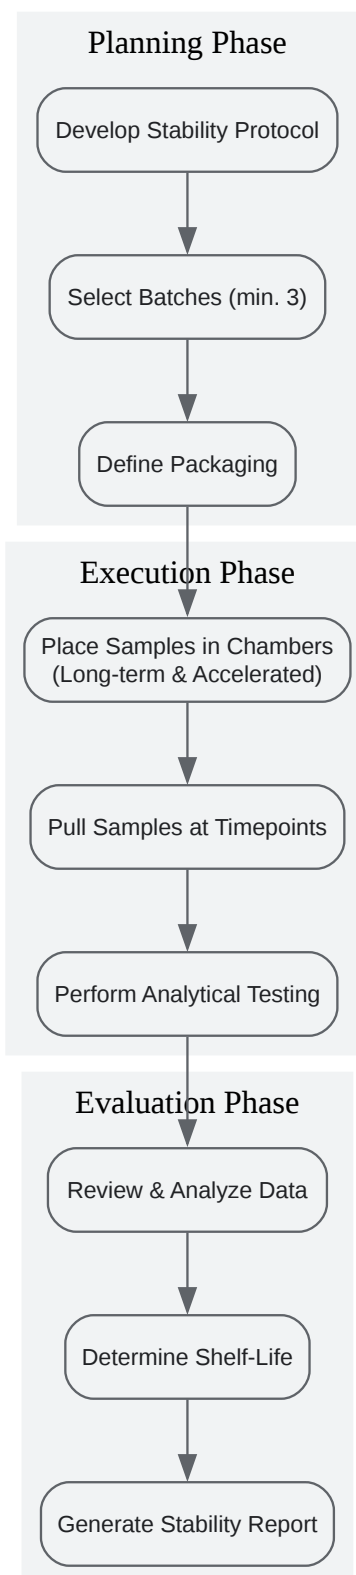 Planning Phase
Develop Stability Protocol
Select Batches (min. 3)
Define Packaging
Execution Phase
Place Samples in Chambers
(Long-term & Accelerated)
Pull Samples at Timepoints
Perform Analytical Testing
Evaluation Phase
Review & Analyze Data
Determine Shelf-Life
Generate Stability Report